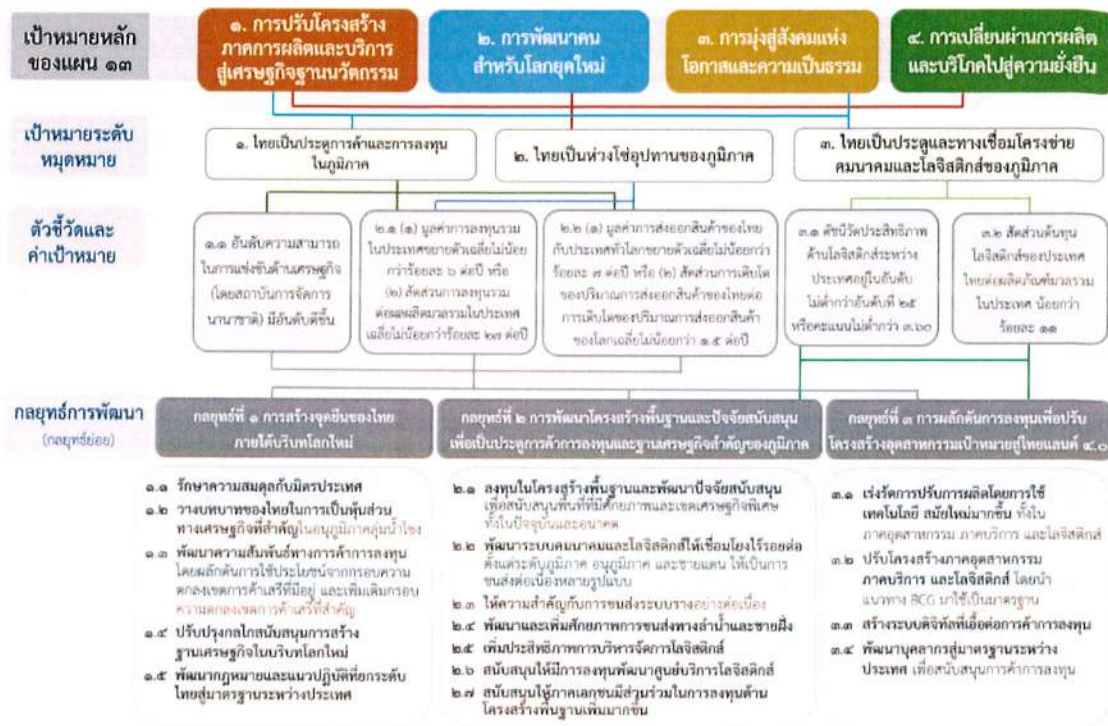 เป้าหมายหลัก
ของแผน ๑๓
๑. การปรับโครงสร้าง
ภาคการผลิตและบริการ
สู่เศรษฐกิจฐานนวัตกรรม
๒. การพัฒนาคน
สำหรับโลกยุคใหม่
๓. การมุ่งสู่สังคมแห่ง
โอกาสและความเป็นธรรม
๔. การเปลี่ยนผ่านการผลิต
และบริโภคไปสู่ความยั่งยืน
เป้าหมายระดับ
หมุดหมาย
๑. ไทยเป็นประตูการค้าและการลงทุน
ในภูมิภาค
๒. ไทยเป็นห่วงโซ่อุปทานของภูมิภาค
๓. ไทยเป็นประตูและทางเชื่อมโครงข่าย
คมนาคมและโลจิสติกส์ของภูมิภาค
ตัวชี้วัดและ
ค่าเป้าหมาย
๑.๑ อันดับความสามารถ
ในการแข่งขันด้านเศรษฐกิจ
(โดยสถาบันการจัดการ
นานาชาติ) มีอันดับดีขึ้น
๒.๑ (๑) มูลค่าการลงทุนรวม
ในประเทศขยายตัวเฉลี่ยไม่น้อย
กว่าร้อยละ ๖ ต่อปี หรือ
(๒) สัดส่วนการลงทุนรวม
ต่อผลผลิตมวลรวมในประเทศ
เฉลี่ยไม่น้อยกว่าร้อยละ ๒๗ ต่อปี
๒.๒ (๑) มูลค่าการส่งออกสินค้าของไทย
กับประเทศทั่วโลกขยายตัวเฉลี่ยไม่น้อยกว่า
ร้อยละ ๗ ต่อปี หรือ (๒) สัดส่วนการเติบโต
ของปริมาณการส่งออกสินค้าของไทยต่อ
การเติบโตของปริมาณการส่งออกสินค้า
ของโลกเฉลี่ยไม่น้อยกว่า ๑.๕ ต่อปี
๓.๑ ดัชนีวัดประสิทธิภาพ
ด้านโลจิสติกส์ระหว่าง
ประเทศอยู่ในอันดับ
ไม่ต่ำกว่าอันดับที่ ๒๕
หรือคะแนนไม่ต่ำกว่า ๓.๖๐
๓.๒ สัดส่วนต้นทุน
โลจิสติกส์ของประเทศ
ไทยต่อผลิตภัณฑ์มวลรวม
ในประเทศ น้อยกว่า
ร้อยละ ๑๑
กลยุทธ์การพัฒนา
(กลยุทธ์ย่อย)
กลยุทธ์ที่ ๑ การสร้างจุดยืนของไทย
ภายใต้บริบทโลกใหม่
กลยุทธ์ที่ ๒ การพัฒนาโครงสร้างพื้นฐานและปัจจัยสนับสนุน
เพื่อเป็นประตูการค้าการลงทุนและฐานเศรษฐกิจสำคัญของภูมิภาค
กลยุทธ์ที่ ๓ การผลักดันการลงทุนเพื่อปรับ
โครงสร้างอุตสาหกรรมเป้าหมายสู่ไทยแลนด์ ๔.๐
๑.๑ รักษาความสมดุลกับมิตรประเทศ
๑.๒ วางบทบาทของไทยในการเป็นหุ้นส่วน
ทางเศรษฐกิจที่สำคัญในอนุภูมิภาคลุ่มน้ำโขง
๑.๓ พัฒนาความสัมพันธ์ทางการค้าการลงทุน
โดยผลักดันการใช้ประโยชน์จากกรอบความ
ตกลงเขตการค้าเสรีที่มีอยู่ และเพิ่มเติมกรอบ
ความตกลงเขตการค้าเสรีที่สำคัญ
๑.๔ ปรับปรุงกลไกสนับสนุนการสร้าง
ฐานเศรษฐกิจในบริบทโลกใหม่
๑.๕ พัฒนากฎหมายและแนวปฏิบัติที่ยกระดับ
ไทยสู่มาตรฐานระหว่างประเทศ
๒.๑ ลงทุนในโครงสร้างพื้นฐานและพัฒนาปัจจัยสนับสนุน
เพื่อสนับสนุนพื้นที่ที่มีศักยภาพและเขตเศรษฐกิจพิเศษ
ทั้งในปัจจุบันและอนาคต
๒.๒ พัฒนาระบบคมนาคมและโลจิสติกส์ให้เชื่อมโยงไร้รอยต่อ
ตั้งแต่ระดับภูมิภาค อนุภูมิภาค และชายแดน ให้เป็นการ
ขนส่งต่อเนื่องหลายรูปแบบ
๒.๓ ให้ความสำคัญกับการขนส่งระบบรางอย่างต่อเนื่อง
๒.๔ พัฒนาและเพิ่มศักยภาพการขนส่งทางลำน้ำและชายฝั่ง
๒.๕ เพิ่มประสิทธิภาพการบริหารจัดการโลจิสติกส์
๒.๖ สนับสนุนให้มีการลงทุนพัฒนาศูนย์บริการโลจิสติกส์
๒.๗ สนับสนุนให้ภาคเอกชนมีส่วนร่วมในการลงทุนด้าน
โครงสร้างพื้นฐานเพิ่มมากขึ้น
๓.๑ เร่งรัดการปรับการผลิตโดยการใช้
เทคโนโลยี สมัยใหม่มากขึ้น ทั้งใน
ภาคอุตสาหกรรม ภาคบริการ และโลจิสติกส์
๓.๒ ปรับโครงสร้างภาคอุตสาหกรรม
ภาคบริการ และโลจิสติกส์ โดยนำ
แนวทาง BCG มาใช้เป็นมาตรฐาน
๓.๓ สร้างระบบดิจิทัลที่เอื้อต่อการค้าการลงทุน
๓.๔ พัฒนาบุคลากรสู่มาตรฐานระหว่าง
ประเทศ เพื่อสนับสนุนการค้าการลงทุน